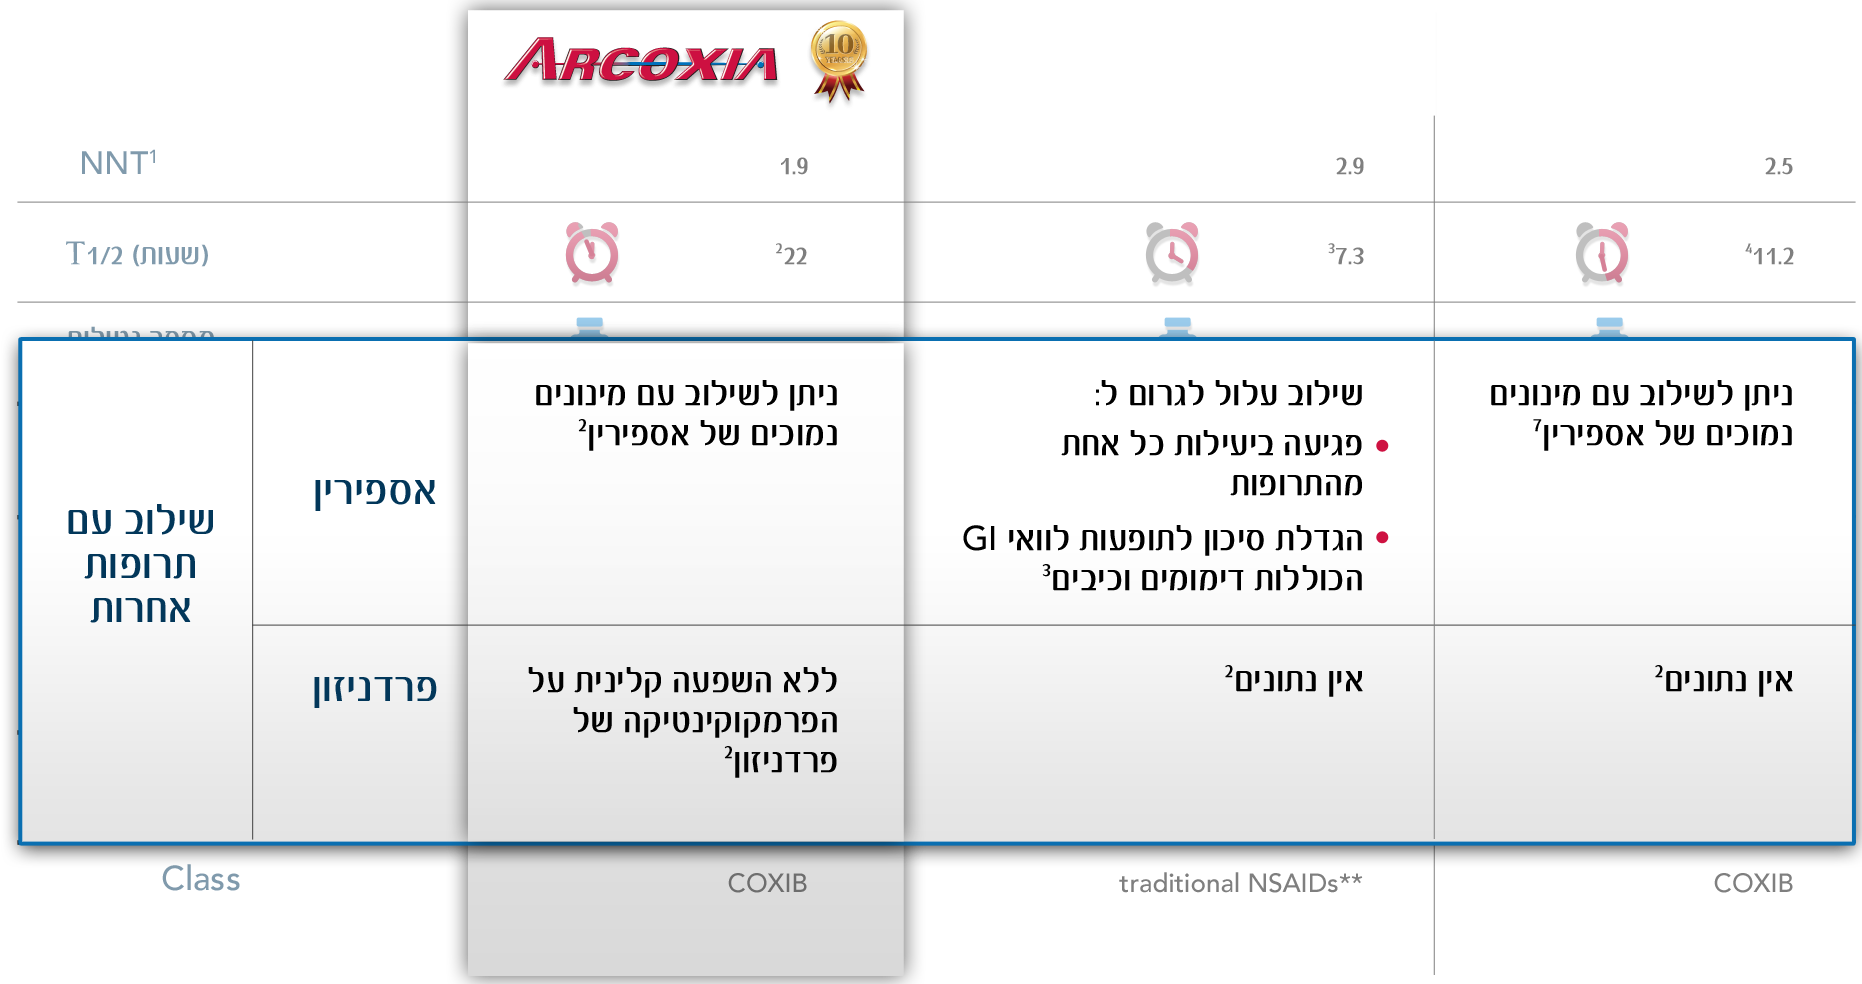 ARCOXIA
10
YEARS
NNT¹ 1.9 2.9 2.5
T1/2 (שעות) ²22 ³7.3 ⁴11.2
שילוב עם
תרופות
אחרות
אספירין
ניתן לשילוב עם מינונים
נמוכים של אספירין²
שילוב עלול לגרום ל:
• פגיעה ביעילות כל אחת
מהתרופות
• הגדלת סיכון לתופעות לוואי GI
הכוללות דימומים וכיבים³
ניתן לשילוב עם מינונים
נמוכים של אספירין⁷
פרדניזון
ללא השפעה קלינית על
הפרמקוקינטיקה של
פרדניזון²
אין נתונים²
אין נתונים²
Class COXIB traditional NSAIDs** COXIB